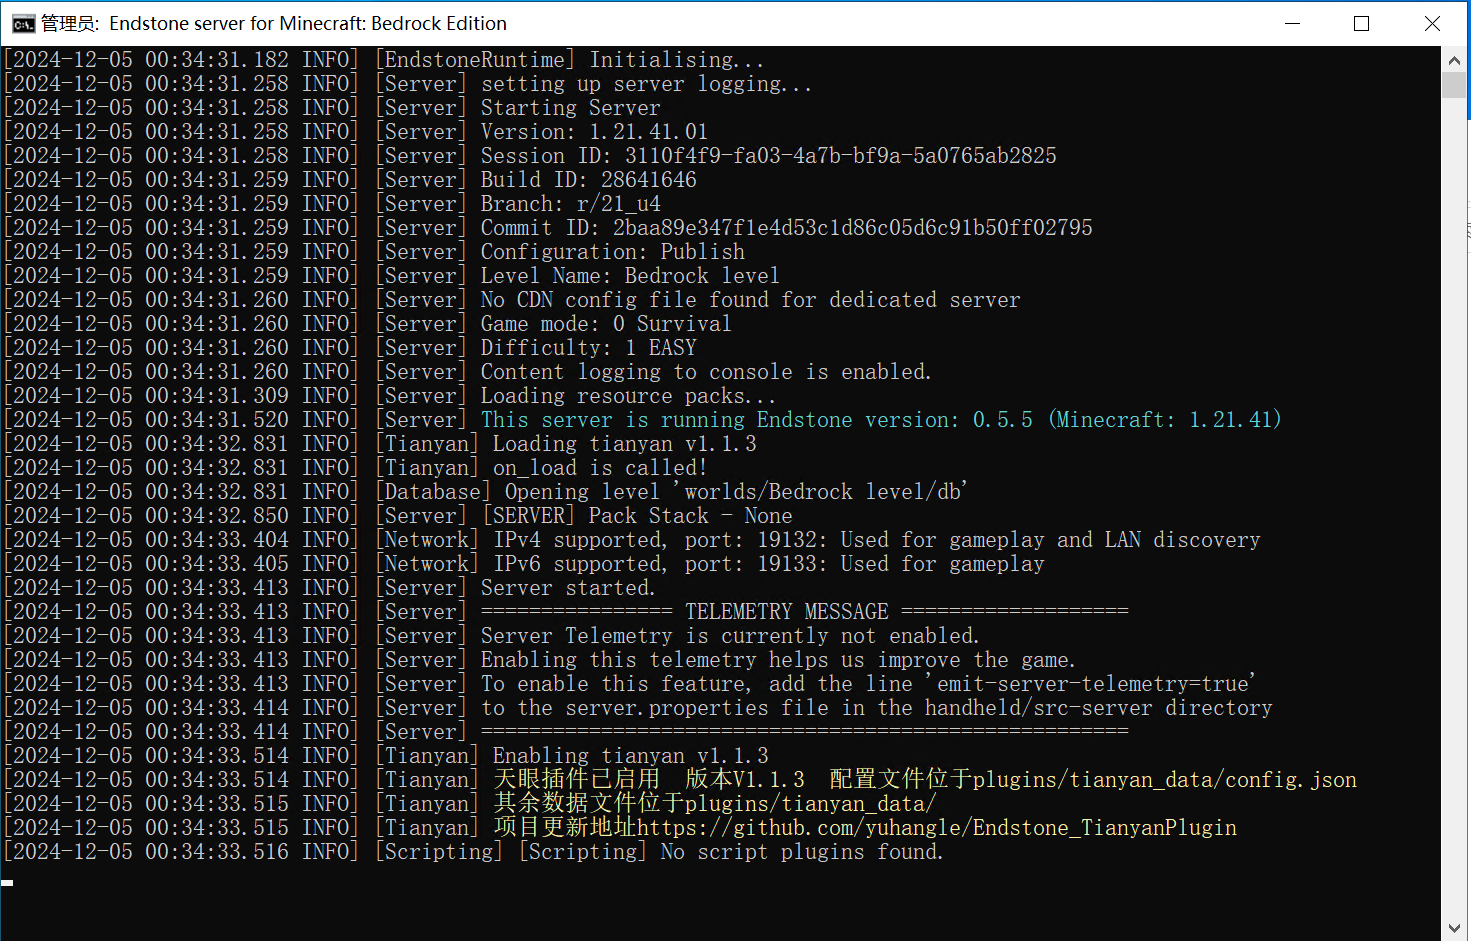 管理员: Endstone server for Minecraft: Bedrock Edition
[2024-12-05 00:34:31.182 INFO] [EndstoneRuntime] Initialising...
[2024-12-05 00:34:31.258 INFO] [Server] setting up server logging...
[2024-12-05 00:34:31.258 INFO] [Server] Starting Server
[2024-12-05 00:34:31.258 INFO] [Server] Version: 1.21.41.01
[2024-12-05 00:34:31.258 INFO] [Server] Session ID: 3110f4f9-fa03-4a7b-bf9a-5a0765ab2825
[2024-12-05 00:34:31.259 INFO] [Server] Build ID: 28641646
[2024-12-05 00:34:31.259 INFO] [Server] Branch: r/21_u4
[2024-12-05 00:34:31.259 INFO] [Server] Commit ID: 2baa89e347f1e4d53c1d86c05d6c91b50ff02795
[2024-12-05 00:34:31.259 INFO] [Server] Configuration: Publish
[2024-12-05 00:34:31.259 INFO] [Server] Level Name: Bedrock level
[2024-12-05 00:34:31.260 INFO] [Server] No CDN config file found for dedicated server
[2024-12-05 00:34:31.260 INFO] [Server] Game mode: 0 Survival
[2024-12-05 00:34:31.260 INFO] [Server] Difficulty: 1 EASY
[2024-12-05 00:34:31.260 INFO] [Server] Content logging to console is enabled.
[2024-12-05 00:34:31.309 INFO] [Server] Loading resource packs...
[2024-12-05 00:34:31.520 INFO] [Server] This server is running Endstone version: 0.5.5 (Minecraft: 1.21.41)
[2024-12-05 00:34:32.831 INFO] [Tianyan] Loading tianyan v1.1.3
[2024-12-05 00:34:32.831 INFO] [Tianyan] on_load is called!
[2024-12-05 00:34:32.831 INFO] [Database] Opening level 'worlds/Bedrock level/db'
[2024-12-05 00:34:32.850 INFO] [Server] [SERVER] Pack Stack - None
[2024-12-05 00:34:33.404 INFO] [Network] IPv4 supported, port: 19132: Used for gameplay and LAN discovery
[2024-12-05 00:34:33.405 INFO] [Network] IPv6 supported, port: 19133: Used for gameplay
[2024-12-05 00:34:33.413 INFO] [Server] Server started.
[2024-12-05 00:34:33.413 INFO] [Server] ================ TELEMETRY MESSAGE ===================
[2024-12-05 00:34:33.413 INFO] [Server] Server Telemetry is currently not enabled.
[2024-12-05 00:34:33.413 INFO] [Server] Enabling this telemetry helps us improve the game.
[2024-12-05 00:34:33.413 INFO] [Server] To enable this feature, add the line 'emit-server-telemetry=true'
[2024-12-05 00:34:33.414 INFO] [Server] to the server.properties file in the handheld/src-server directory
[2024-12-05 00:34:33.414 INFO] [Server] ======================================================
[2024-12-05 00:34:33.514 INFO] [Tianyan] Enabling tianyan v1.1.3
[2024-12-05 00:34:33.514 INFO] [Tianyan] 天眼插件已启用 版本V1.1.3 配置文件位于plugins/tianyan_data/config.json
[2024-12-05 00:34:33.515 INFO] [Tianyan] 其余数据文件位于plugins/tianyan_data/
[2024-12-05 00:34:33.515 INFO] [Tianyan] 项目更新地址https://github.com/yuhangle/Endstone_TianyanPlugin
[2024-12-05 00:34:33.516 INFO] [Scripting] [Scripting] No script plugins found.